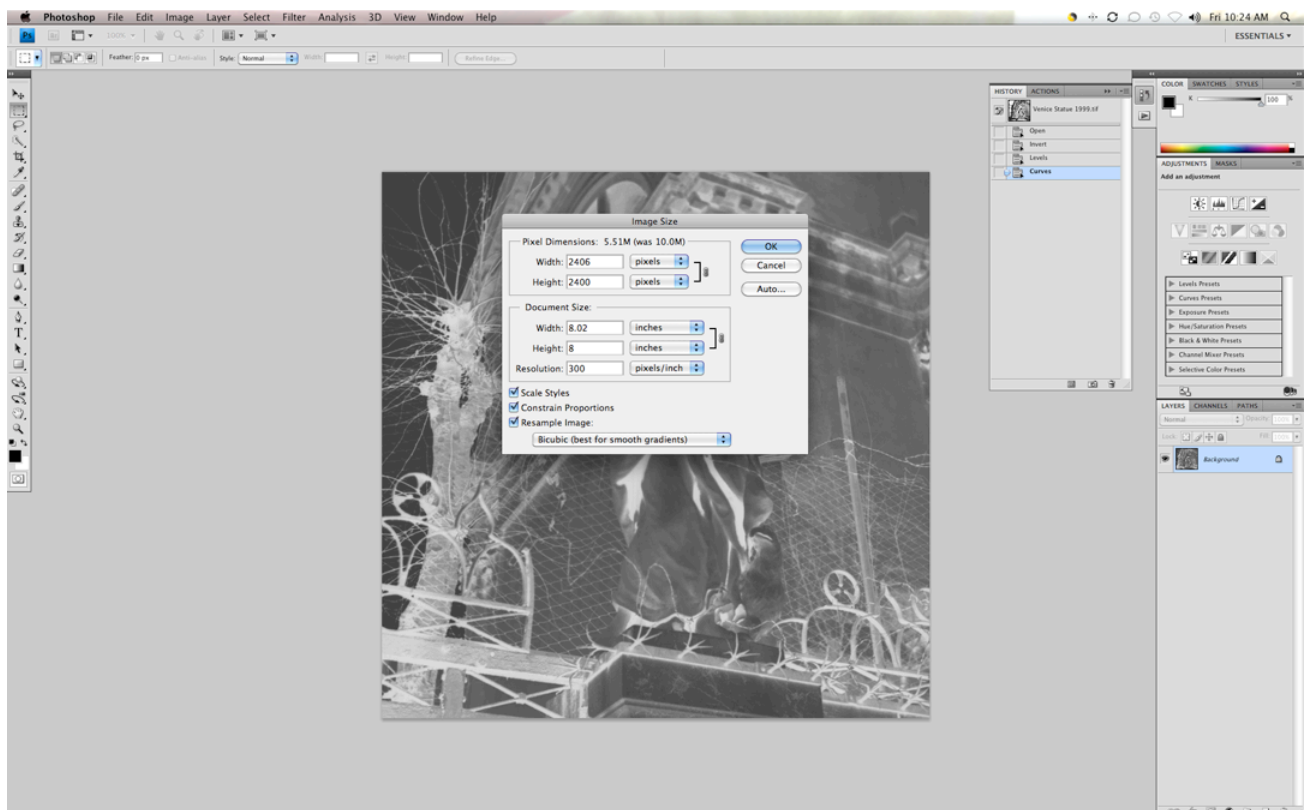 Photoshop File Edit Image Layer Select Filter Analysis 3D View Window Help Fri 10:24 AM
Ps Br 100% ESSENTIALS
Feather: 0 px Anti-alias Style: Normal Width: Height: Refine Edge...
HISTORY ACTIONS
Venice Statue 1999.tif
Open
Invert
Levels
Curves
COLOR SWATCHES STYLES
K 100 %
ADJUSTMENTS MASKS
Add an adjustment
Levels Presets
Curves Presets
Exposure Presets
Hue/Saturation Presets
Black & White Presets
Channel Mixer Presets
Selective Color Presets
LAYERS CHANNELS PATHS
Normal Opacity: 100%
Lock: Fill: 100%
Background
Image Size
Pixel Dimensions: 5.51M (was 10.0M)
Width: 2406 pixels
Height: 2400 pixels
Document Size:
Width: 8.02 inches
Height: 8 inches
Resolution: 300 pixels/inch
Scale Styles
Constrain Proportions
Resample Image:
Bicubic (best for smooth gradients)
OK
Cancel
Auto...